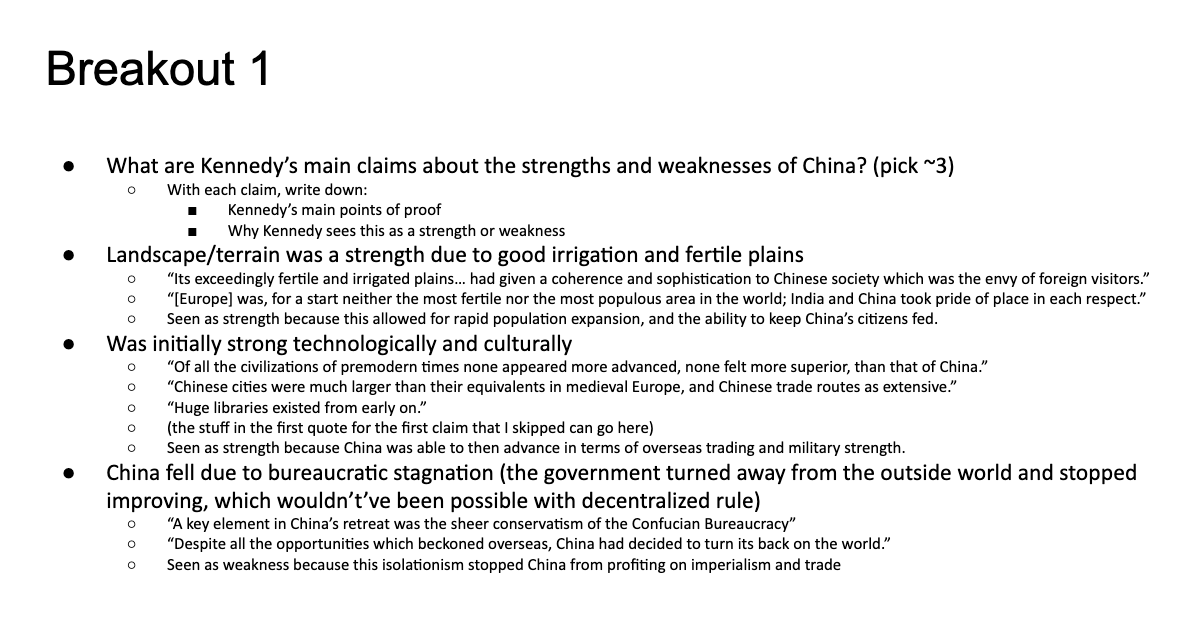 Breakout 1
● What are Kennedy’s main claims about the strengths and weaknesses of China? (pick ~3)
○ With each claim, write down:
■ Kennedy’s main points of proof
■ Why Kennedy sees this as a strength or weakness
● Landscape/terrain was a strength due to good irrigation and fertile plains
○ “Its exceedingly fertile and irrigated plains… had given a coherence and sophistication to Chinese society which was the envy of foreign visitors.”
○ “[Europe] was, for a start neither the most fertile nor the most populous area in the world; India and China took pride of place in each respect.”
○ Seen as strength because this allowed for rapid population expansion, and the ability to keep China’s citizens fed.
● Was initially strong technologically and culturally
○ “Of all the civilizations of premodern times none appeared more advanced, none felt more superior, than that of China.”
○ “Chinese cities were much larger than their equivalents in medieval Europe, and Chinese trade routes as extensive.”
○ “Huge libraries existed from early on.”
○ (the stuff in the first quote for the first claim that I skipped can go here)
○ Seen as strength because China was able to then advance in terms of overseas trading and military strength.
● China fell due to bureaucratic stagnation (the government turned away from the outside world and stopped
improving, which wouldn’t’ve been possible with decentralized rule)
○ “A key element in China’s retreat was the sheer conservatism of the Confucian Bureaucracy”
○ “Despite all the opportunities which beckoned overseas, China had decided to turn its back on the world.”
○ Seen as weakness because this isolationism stopped China from profiting on imperialism and trade